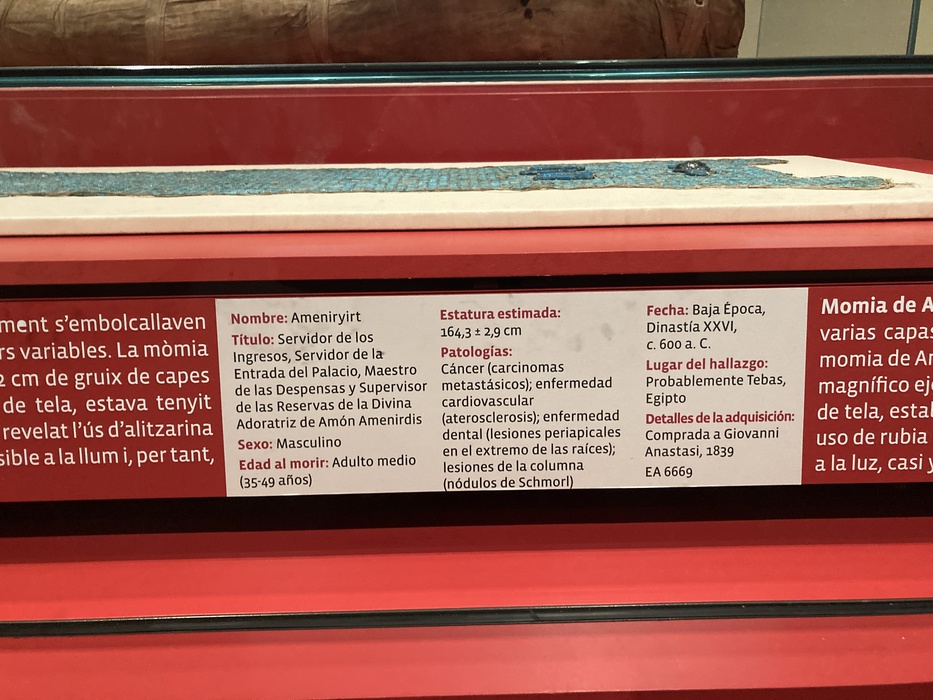 ment s'embolcallaven
rs variables. La mòmia
2 cm de gruix de capes
de tela, estava tenyit
revelat l'ús d'alitzarina
sible a la llum i, per tant,
Nombre: Ameniryirt
Título: Servidor de los
Ingresos, Servidor de la
Entrada del Palacio, Maestro
de las Despensas y Supervisor
de las Reservas de la Divina
Adoratriz de Amón Amenirdis
Sexo: Masculino
Edad al morir: Adulto medio
(35-49 años)
Estatura estimada:
164,3 ± 2,9 cm
Patologías:
Cáncer (carcinomas
metastásicos); enfermedad
cardiovascular
(aterosclerosis); enfermedad
dental (lesiones periapicales
en el extremo de las raíces);
lesiones de la columna
(nódulos de Schmorl)
Fecha: Baja Época,
Dinastía XXVI,
c. 600 a. C.
Lugar del hallazgo:
Probablemente Tebas,
Egipto
Detalles de la adquisición:
Comprada a Giovanni
Anastasi, 1839
EA 6669
Momia de A
varias capas
momia de Am
magnífico eje
de tela, estab
uso de rubia
a la luz, casi y